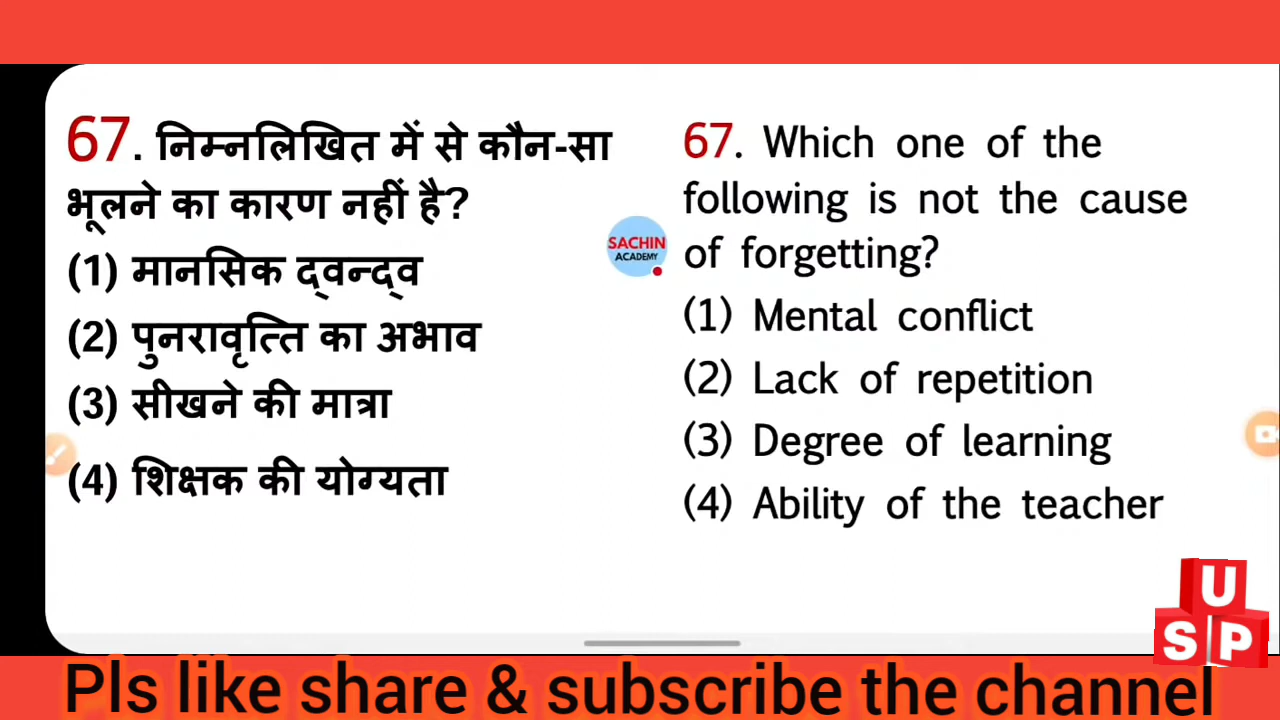 67. निम्नलिखित में से कौन-सा
भूलने का कारण नहीं है?
(1) मानसिक द्वन्द्व
(2) पुनरावृत्ति का अभाव
(3) सीखने की मात्रा
(4) शिक्षक की योग्यता
SACHIN
ACADEMY
67. Which one of the
following is not the cause
of forgetting?
(1) Mental conflict
(2) Lack of repetition
(3) Degree of learning
(4) Ability of the teacher
U
S P
Pls like share & subscribe the channel